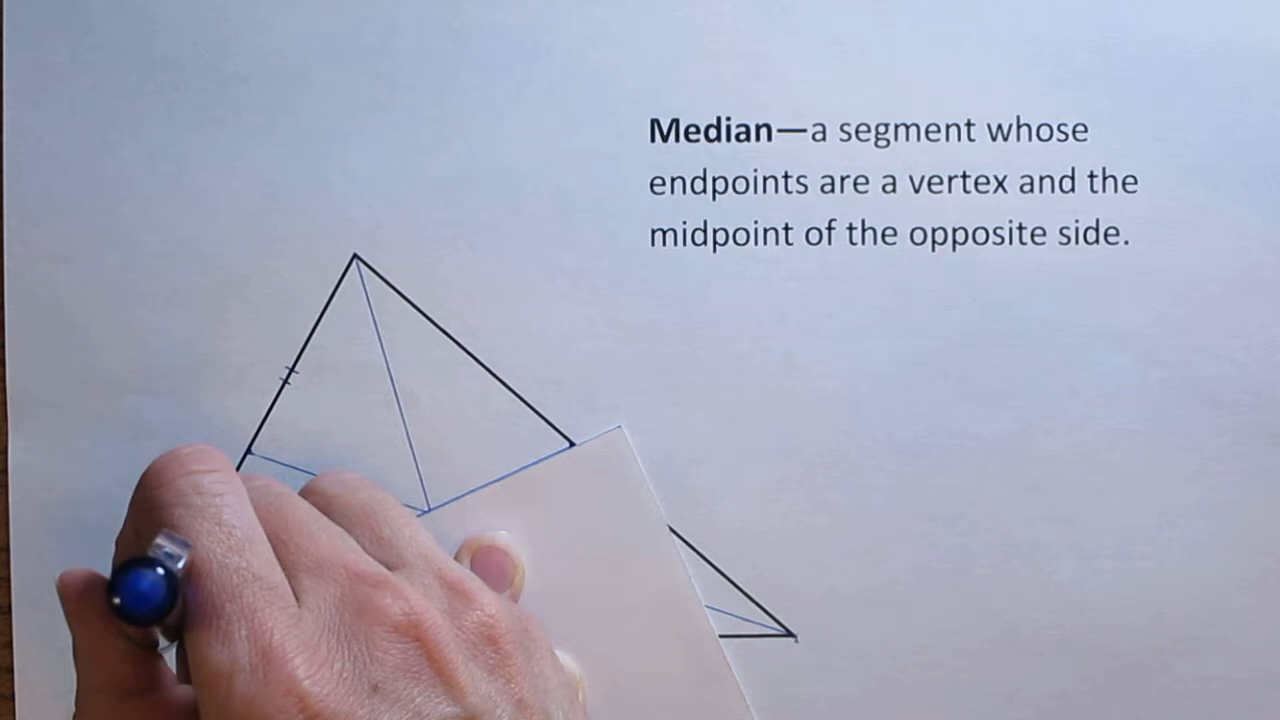 Median—a segment whose
endpoints are a vertex and the
midpoint of the opposite side.